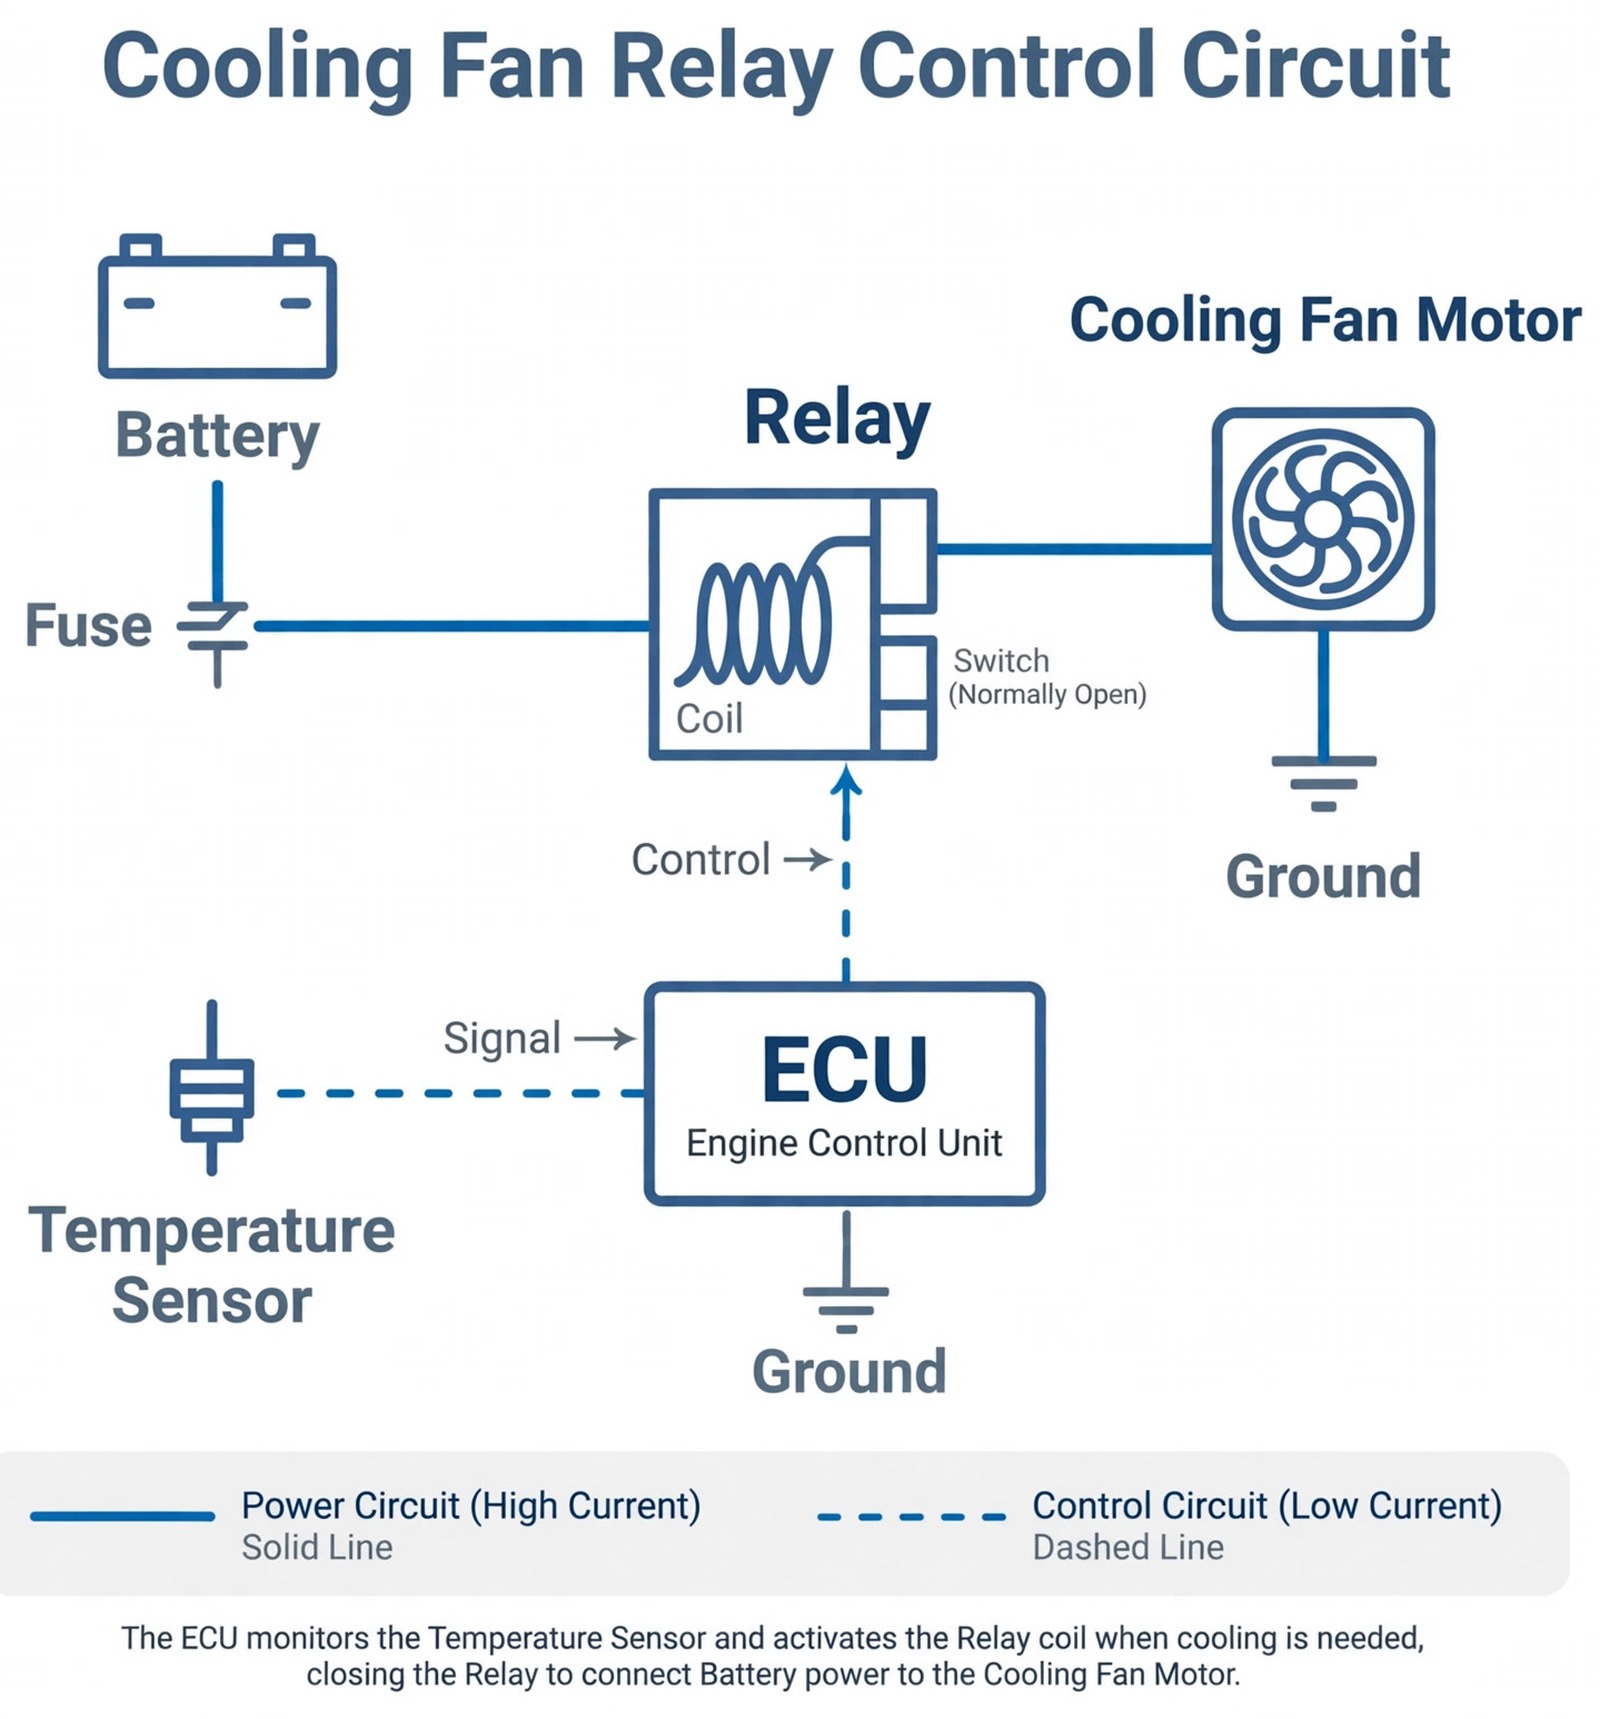 Cooling Fan Relay Control Circuit
Cooling Fan Motor
Relay
Battery
Fuse
Switch
(Normally Open)
Coil
Control
Ground
Signal
ECU
Engine Control Unit
Temperature
Sensor
Ground
Power Circuit (High Current)
Solid Line
Control Circuit (Low Current)
Dashed Line
The ECU monitors the Temperature Sensor and activates the Relay coil when cooling is needed,
closing the Relay to connect Battery power to the Cooling Fan Motor.